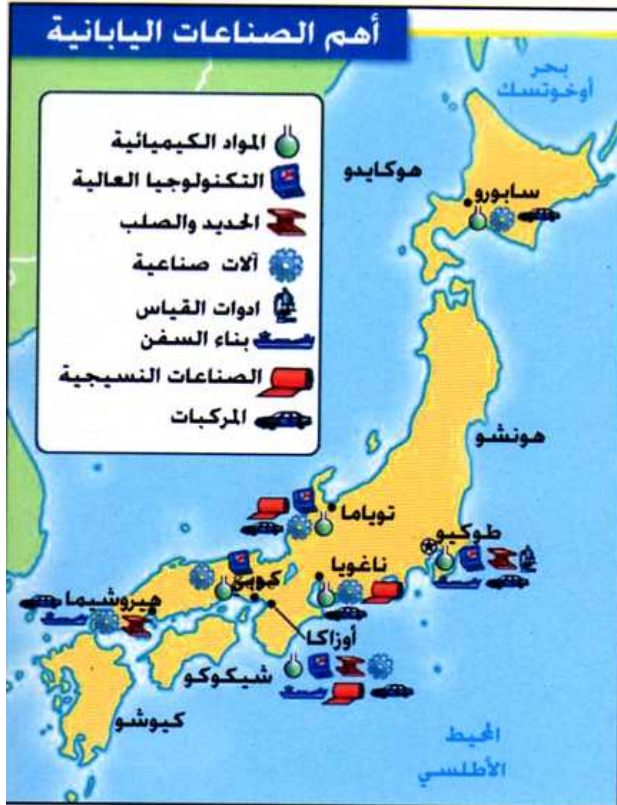 أهم الصناعات اليابانية
بحر
أوخوتسك
المواد الكيميائية
التكنولوجيا العالية
الحديد والصلب
آلات صناعية
ادوات القياس
بناء السفن
الصناعات النسيجية
المركبات
هوكايدو
سابورو
هونشو
توياما
طوكيو
ناغويا
كوبي
هيروشيما
أوزاكا
شيكوكو
كيوشو
المحيط
الأطلسي